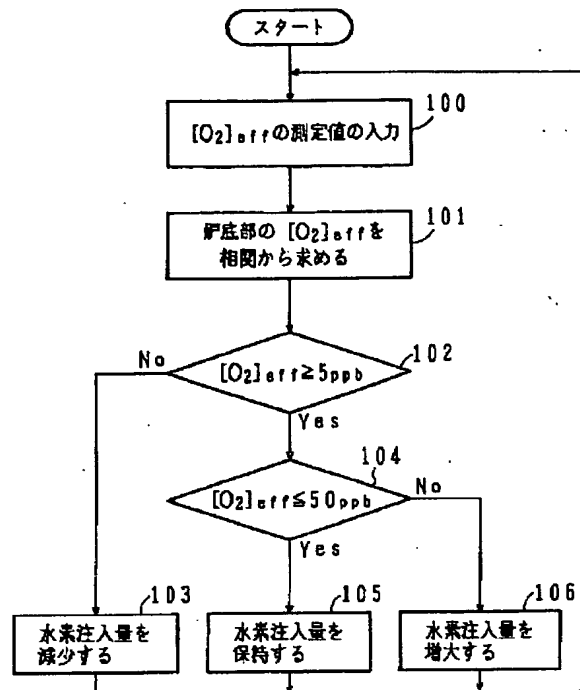 スタート
100
[O₂]effの測定値の入力
101
炉底部の [O₂]effを
相関から求める
102
No
[O₂]eff≧5ppb
Yes
104
No
[O₂]eff≦50ppb
Yes
103
水素注入量を
減少する
105
水素注入量を
保持する
106
水素注入量を
増大する